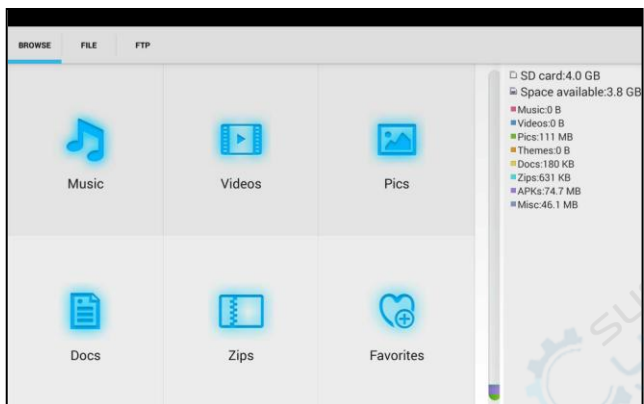 BROWSE FILE FTP
Music Videos Pics
Docs Zips Favorites
SD card:4.0 GB
Space available:3.8 GB
Music:0 B
Videos:0 B
Pics:111 MB
Themes:0 B
Docs:180 KB
Zips:631 KB
APKs:74.7 MB
Misc:46.1 MB